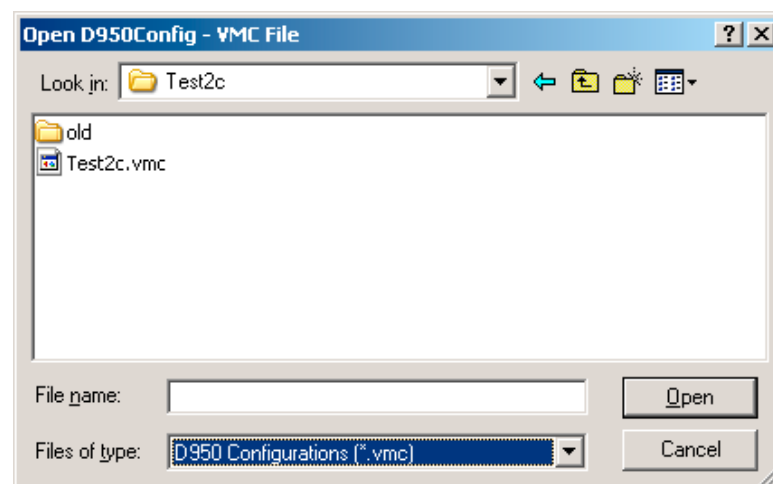 Open D950Config - VMC File
Look in: Test2c
old
Test2c.vmc
File name:
Open
Files of type: D950 Configurations (*.vmc)
Cancel